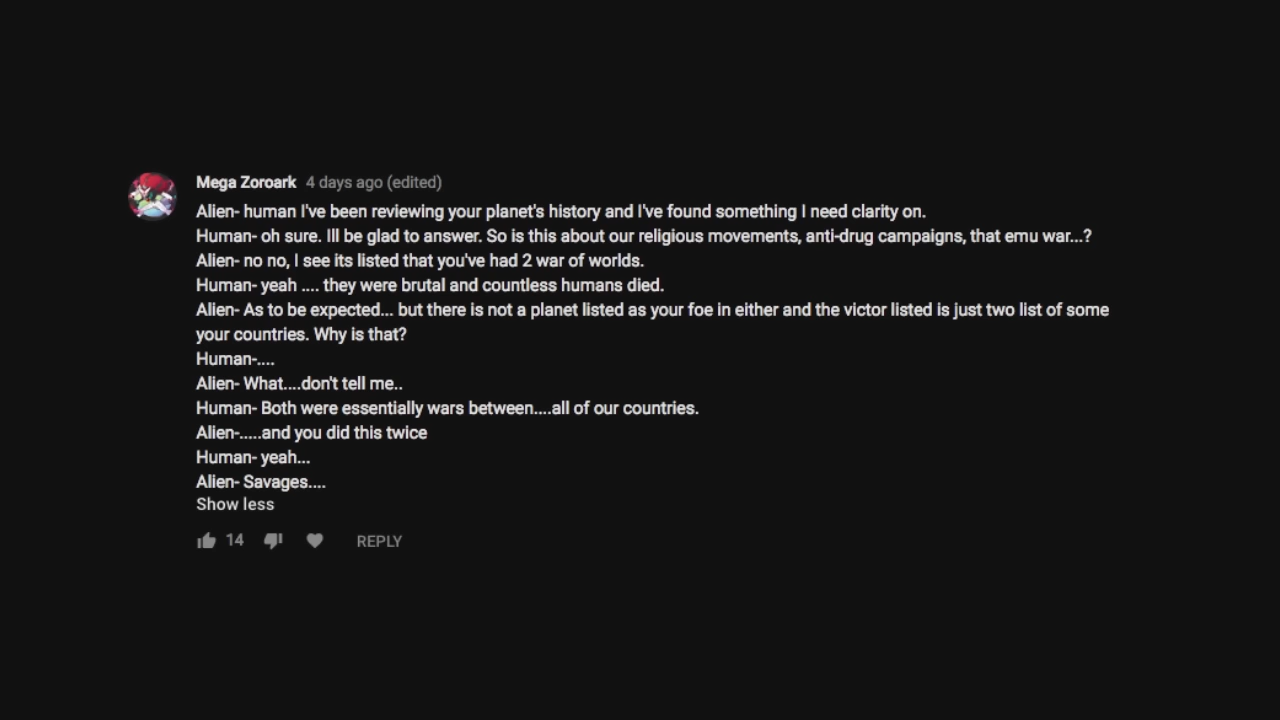 Mega Zoroark 4 days ago (edited)
Alien- human I've been reviewing your planet's history and I've found something I need clarity on.
Human- oh sure. Ill be glad to answer. So is this about our religious movements, anti-drug campaigns, that emu war...?
Alien- no no, I see its listed that you've had 2 war of worlds.
Human- yeah .... they were brutal and countless humans died.
Alien- As to be expected... but there is not a planet listed as your foe in either and the victor listed is just two list of some
your countries. Why is that?
Human-....
Alien- What....don't tell me..
Human- Both were essentially wars between....all of our countries.
Alien-.....and you did this twice
Human- yeah...
Alien- Savages....
Show less
14 REPLY